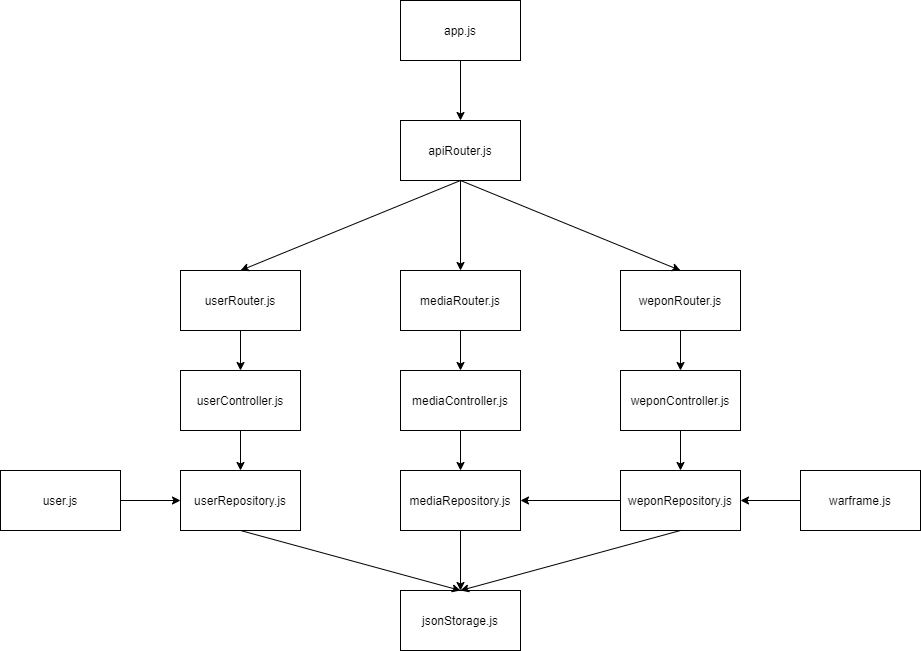 app.js
apiRouter.js
userRouter.js
mediaRouter.js
weponRouter.js
userController.js
mediaController.js
weponController.js
user.js
userRepository.js
mediaRepository.js
weponRepository.js
warframe.js
jsonStorage.js